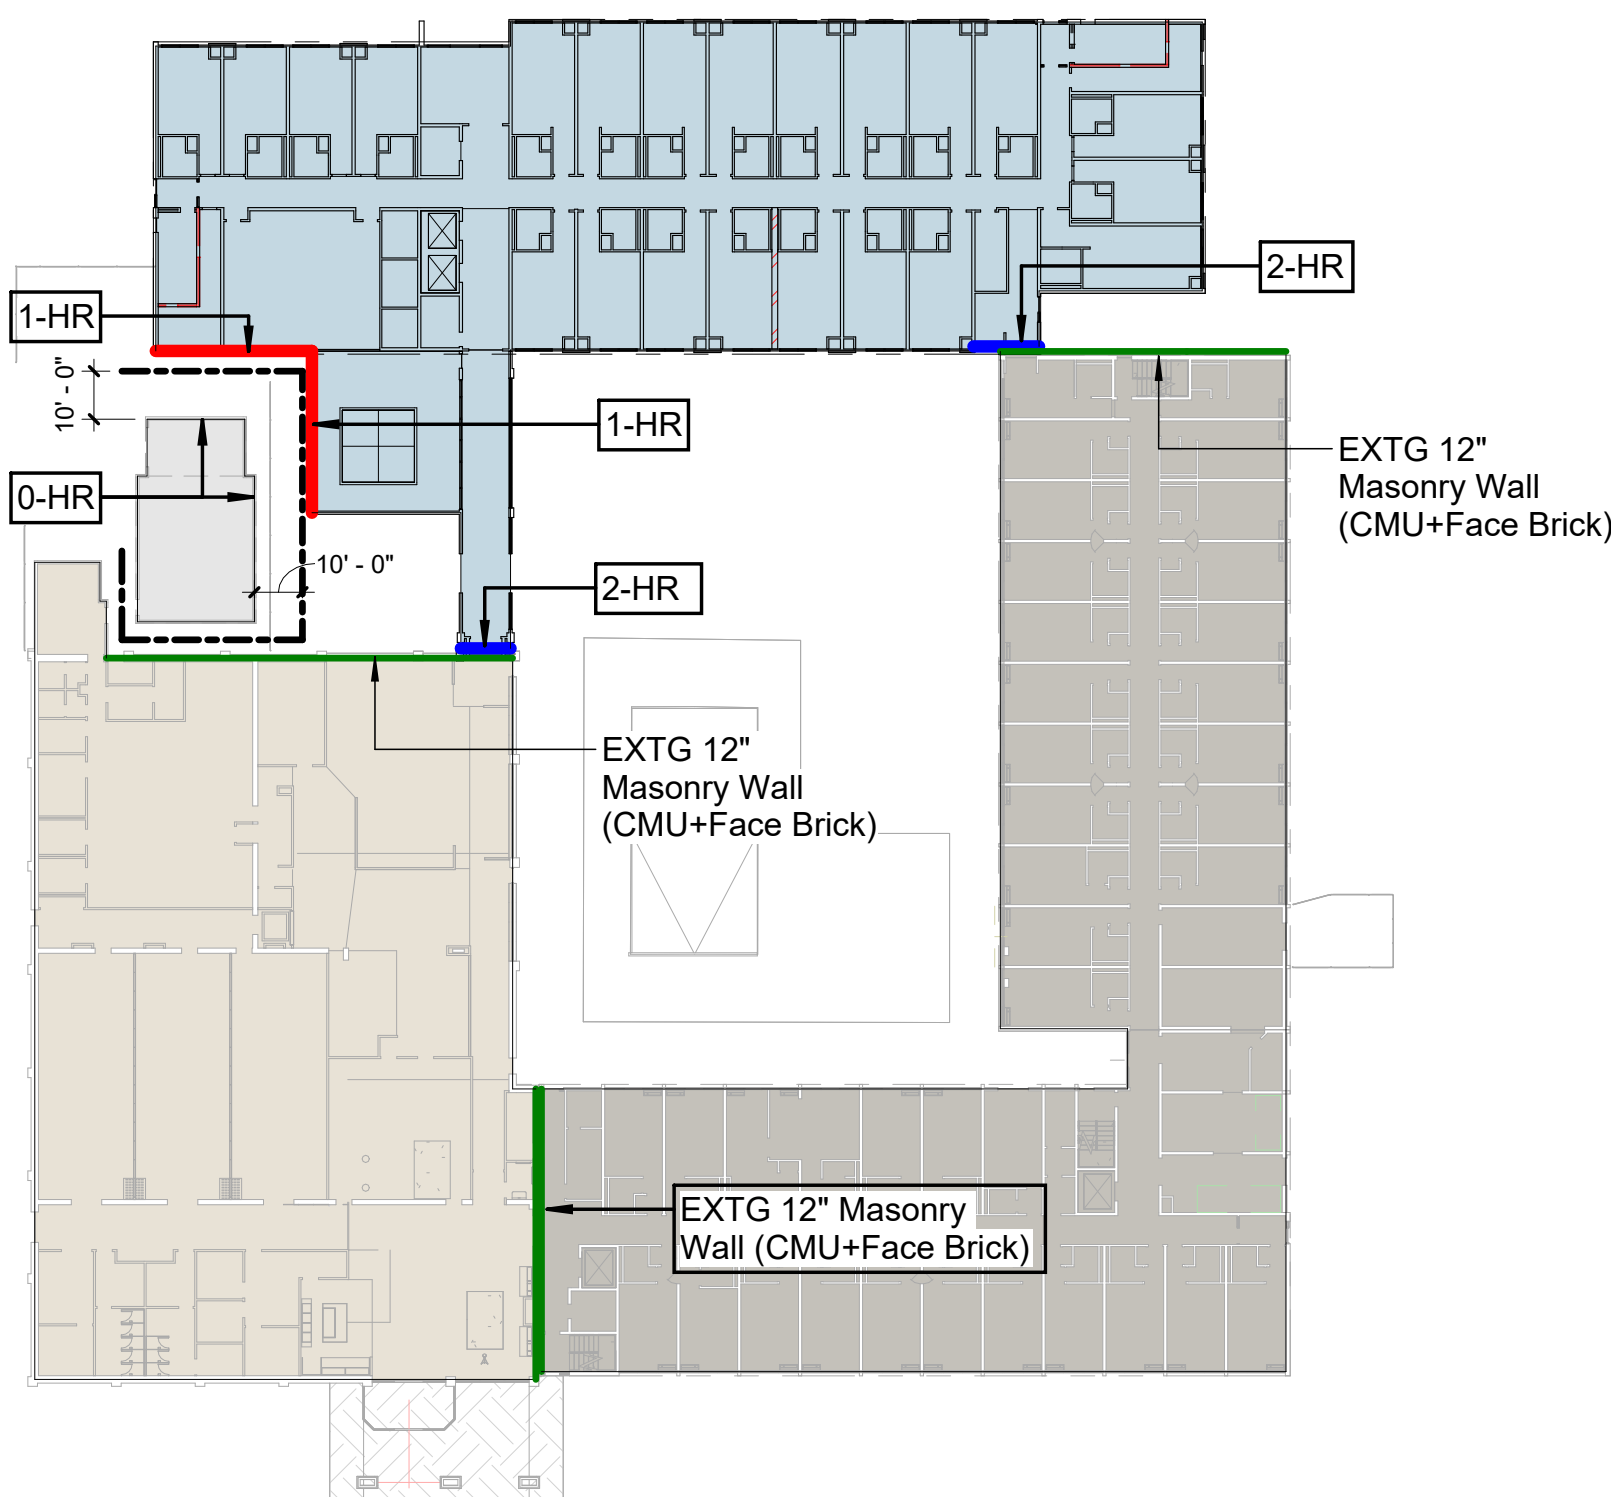 2-HR
1-HR
10' - 0"
1-HR
EXTG 12"
Masonry Wall
(CMU+Face Brick)
0-HR
10' - 0"
2-HR
EXTG 12"
Masonry Wall
(CMU+Face Brick)
EXTG 12" Masonry
Wall (CMU+Face Brick)